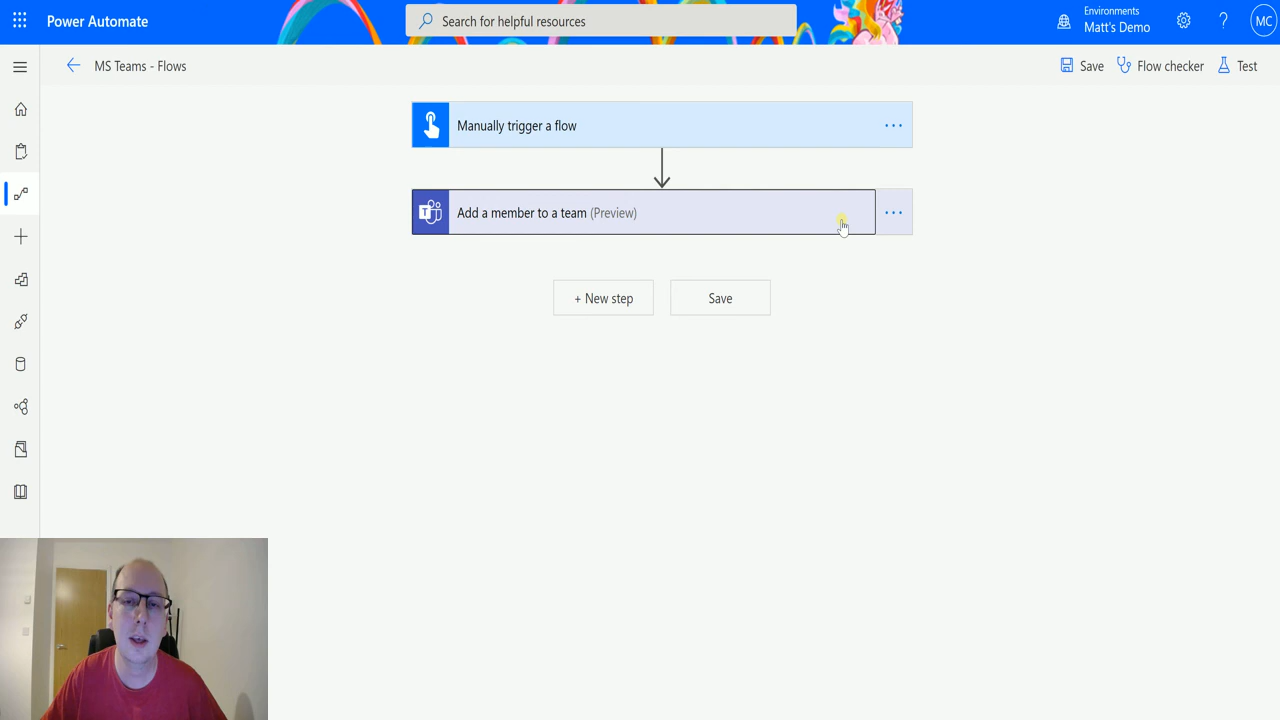 Power Automate
Search for helpful resources
Environments
Matt's Demo
MC
MS Teams - Flows
Save
Flow checker
Test
Manually trigger a flow
Add a member to a team (Preview)
+ New step
Save